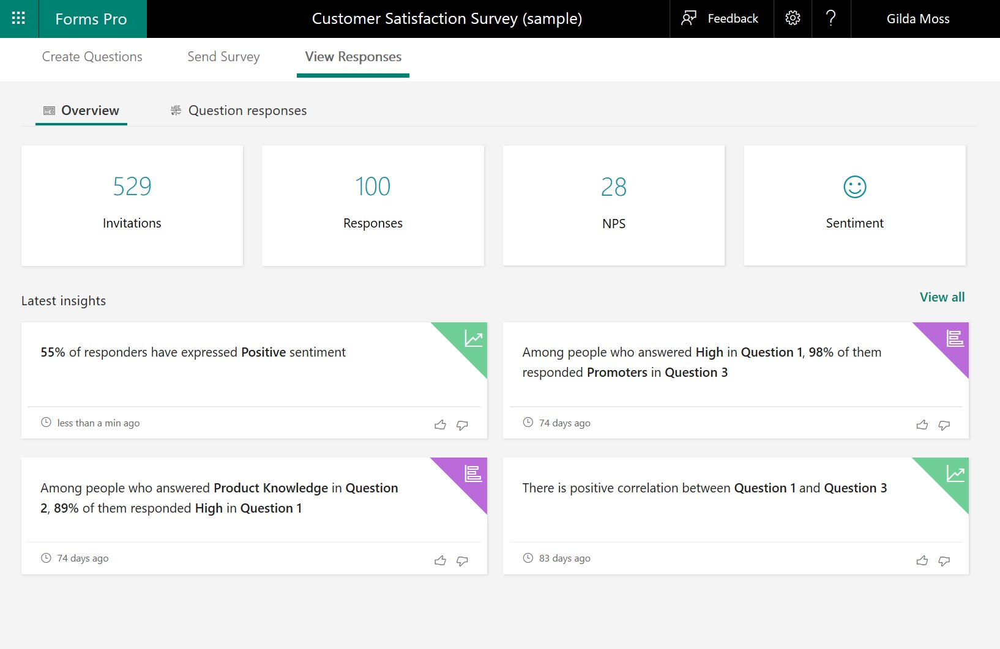 Forms Pro
Customer Satisfaction Survey (sample)
Feedback
?
Gilda Moss
Create Questions
Send Survey
View Responses
Overview
Question responses
529
Invitations
100
Responses
28
NPS
Sentiment
Latest insights
View all
55% of responders have expressed Positive sentiment
less than a min ago
Among people who answered High in Question 1, 98% of them
responded Promoters in Question 3
74 days ago
Among people who answered Product Knowledge in Question
2, 89% of them responded High in Question 1
74 days ago
There is positive correlation between Question 1 and Question 3
83 days ago